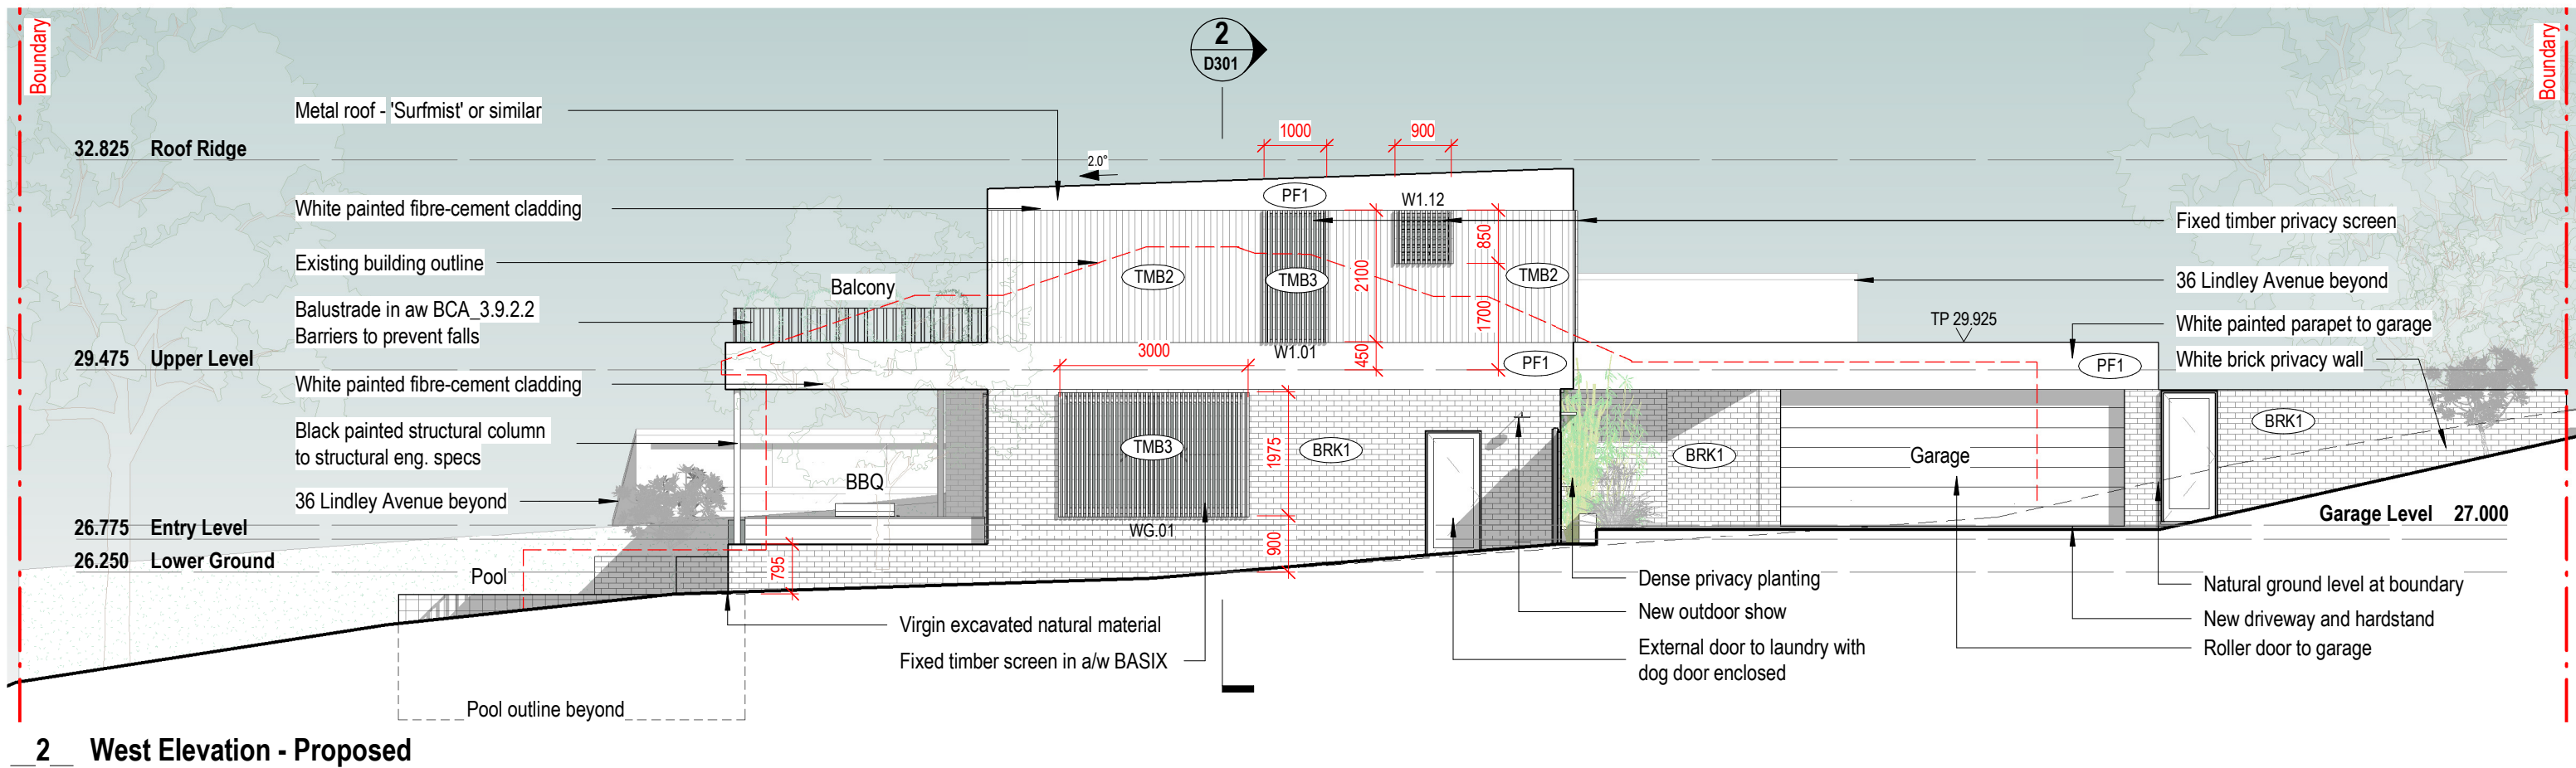 Boundary
2
D301
Boundary
Metal roof - 'Surfmist' or similar
1000
900
32.825 Roof Ridge
2.0°
PF1
W1.12
White painted fibre-cement cladding
Fixed timber privacy screen
850
Existing building outline
TMB2
TMB3
2100
TMB2
36 Lindley Avenue beyond
Balcony
Balustrade in aw BCA_3.9.2.2
Barriers to prevent falls
1700
TP 29.925
White painted parapet to garage
29.475 Upper Level
3000
W1.01
450
PF1
PF1
White brick privacy wall
White painted fibre-cement cladding
Black painted structural column
to structural eng. specs
TMB3
1975
BRK1
BRK1
Garage
BRK1
BBQ
36 Lindley Avenue beyond
26.775 Entry Level
WG.01
900
Garage Level 27.000
26.250 Lower Ground
Pool
795
Dense privacy planting
Natural ground level at boundary
New outdoor show
New driveway and hardstand
Virgin excavated natural material
External door to laundry with
dog door enclosed
Roller door to garage
Fixed timber screen in a/w BASIX
Pool outline beyond
2 West Elevation - Proposed